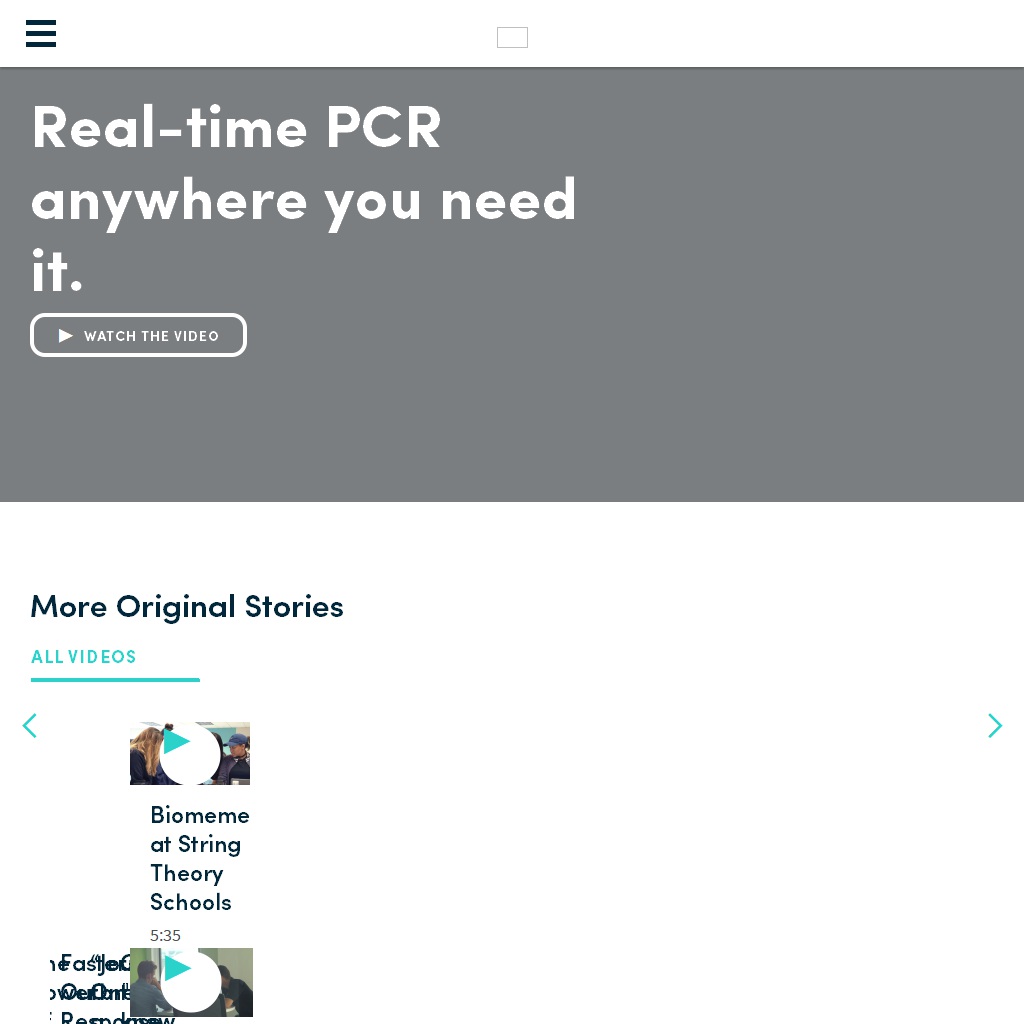 Real-time PCR
anywhere you need
it.
WATCH THE VIDEO
More Original Stories
ALL VIDEOS
Biomeme
at String
Theory
Schools
5:35